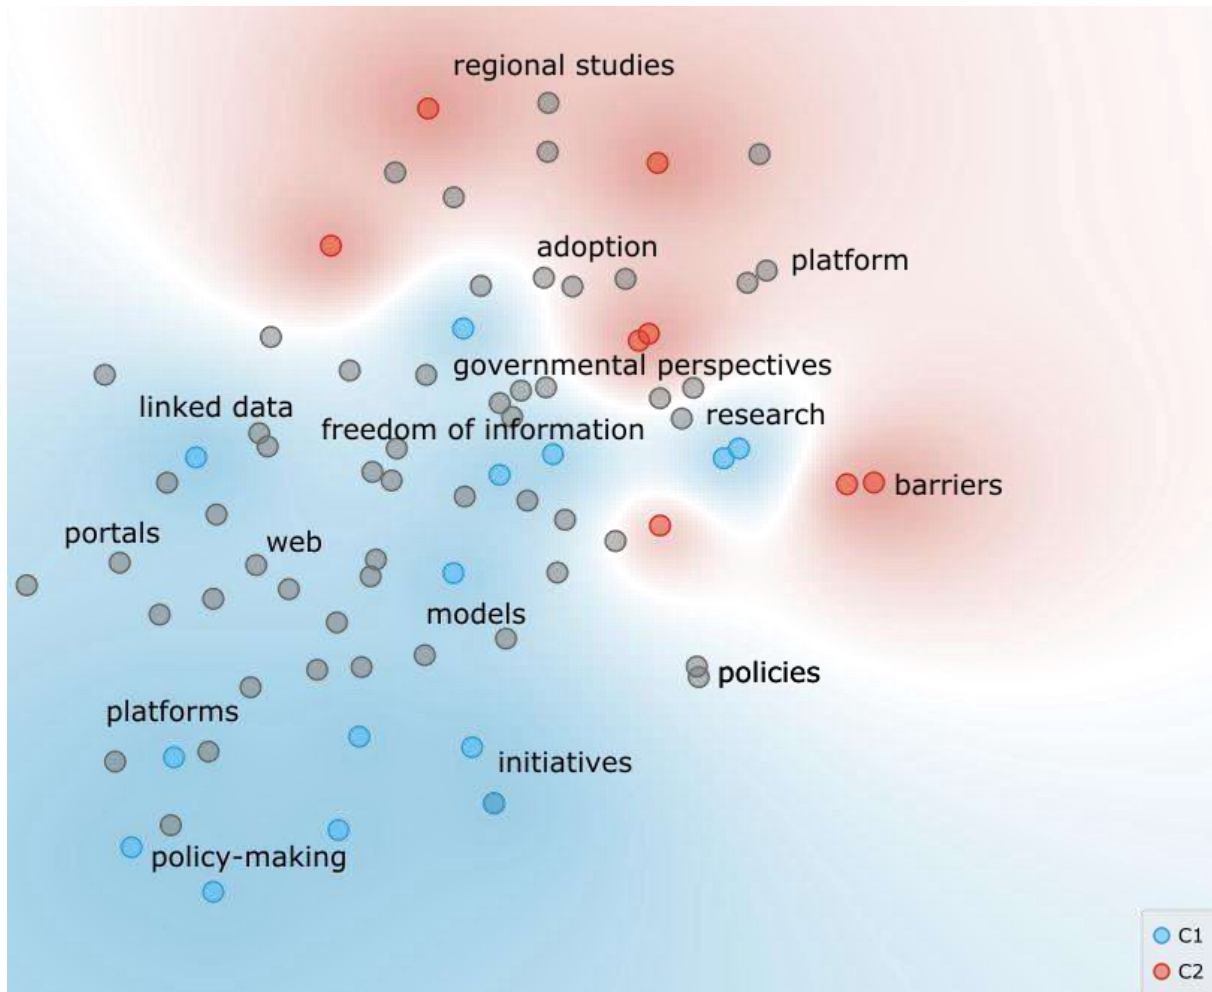 regional studies
adoption
platform
governmental perspectives
linked data
research
freedom of information
barriers
portals
web
models
policies
platforms
initiatives
policy-making
C1
C2